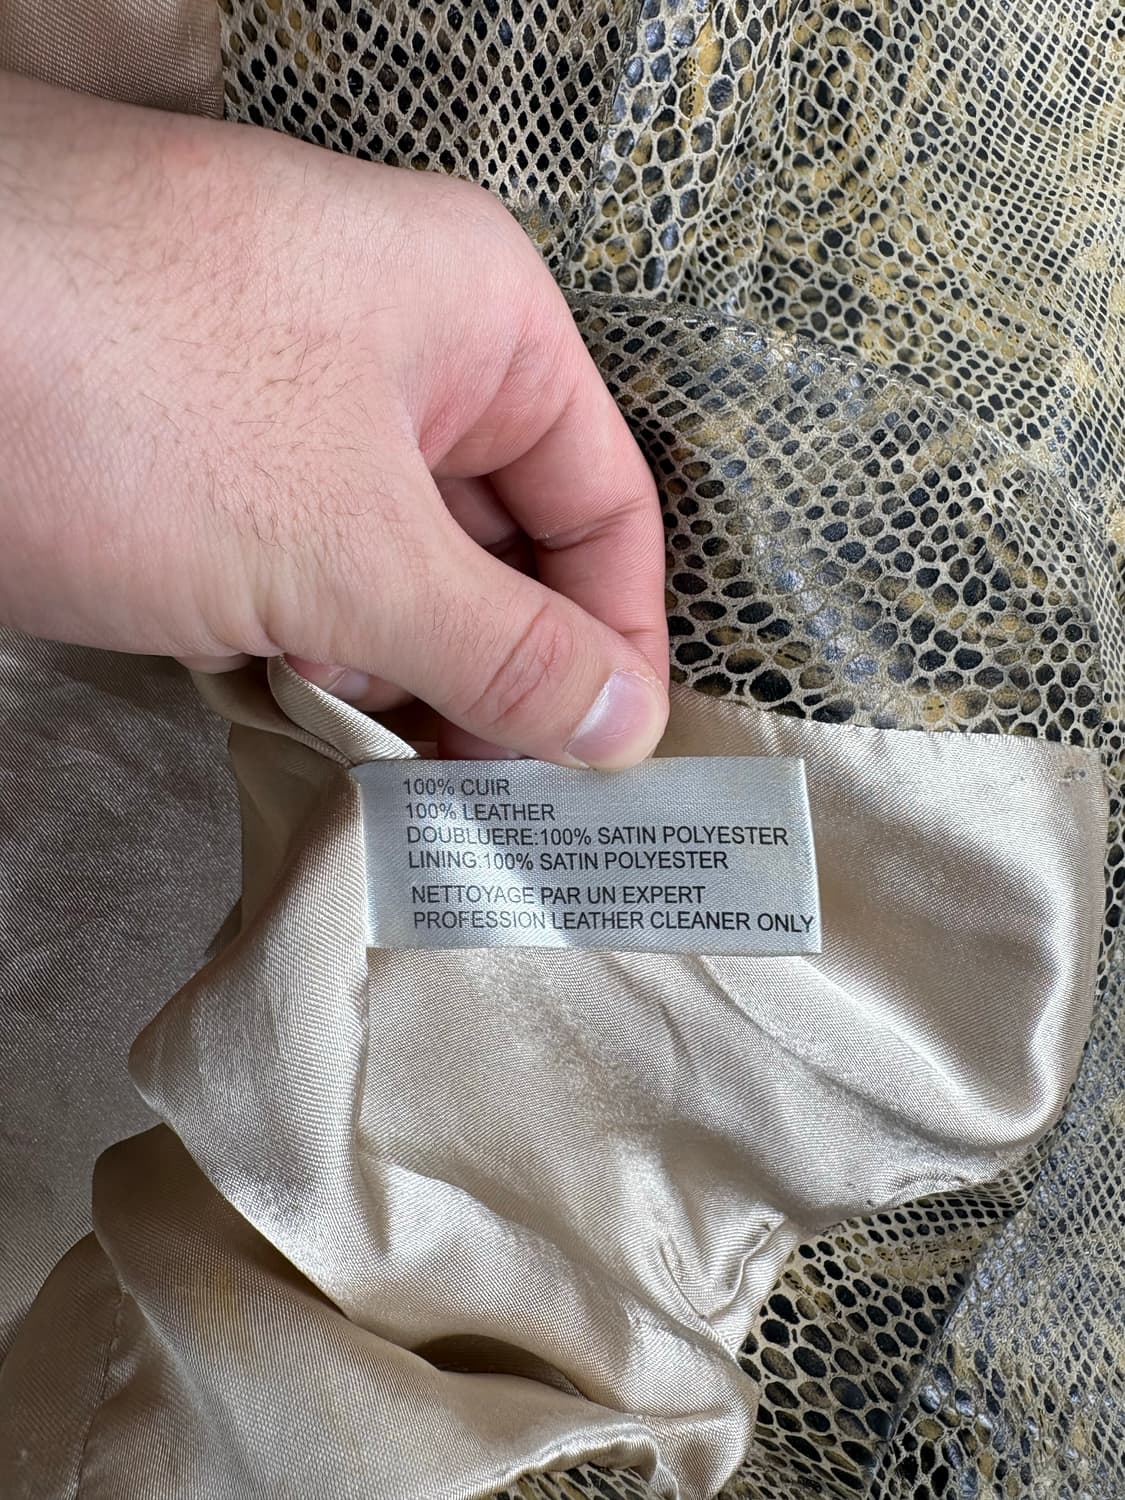 100% CUIR
100% LEATHER
DOUBLUERE:100% SATIN POLYESTER
LINING:100% SATIN POLYESTER
NETTOYAGE PAR UN EXPERT
PROFESSION LEATHER CLEANER ONLY